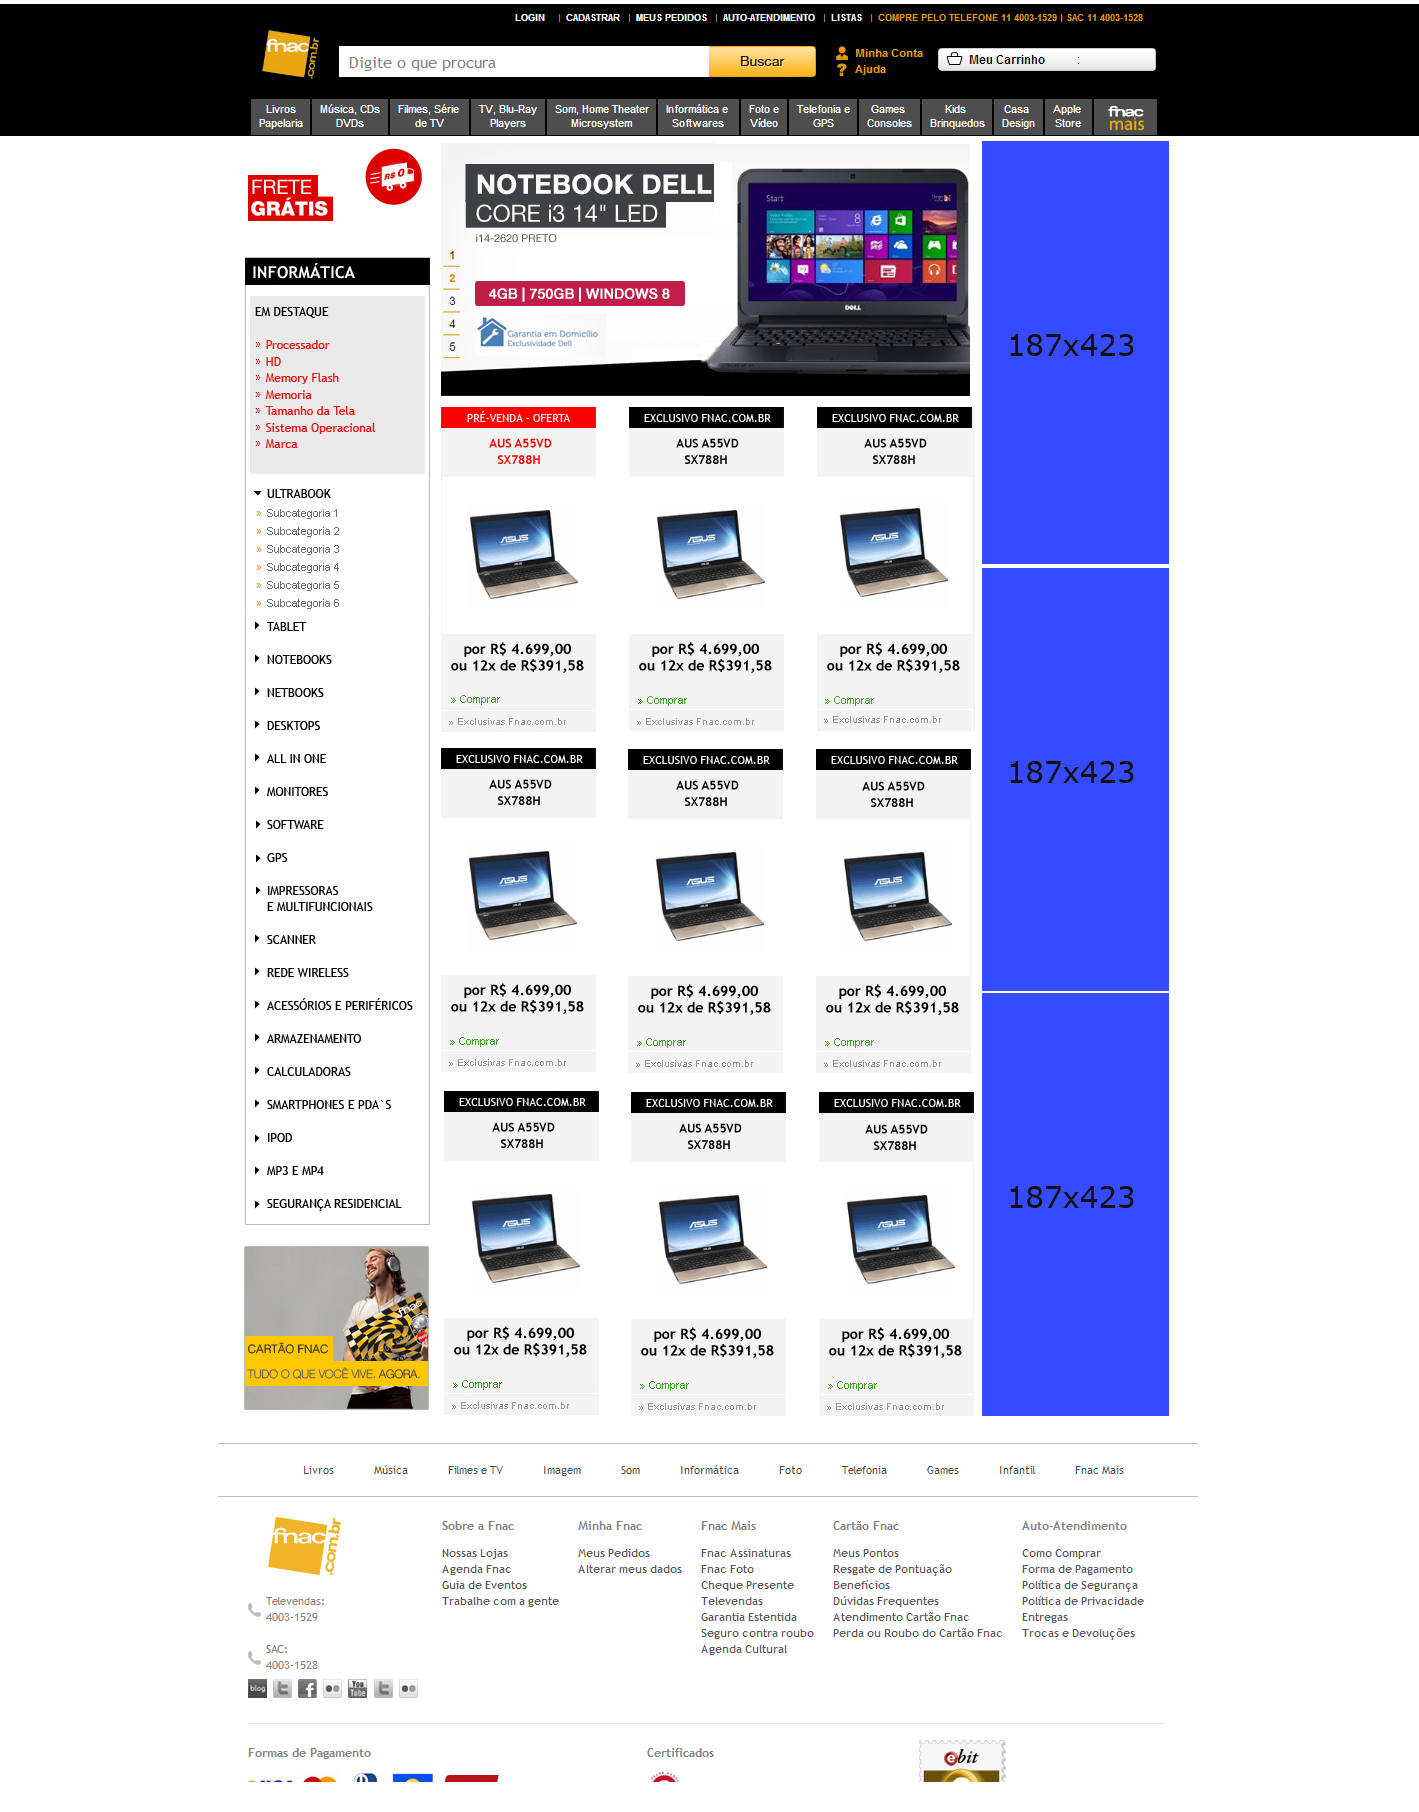 LOGIN | CADASTRAR | MEUS PEDIDOS | AUTO-ATENDIMENTO | LISTAS | COMPRE PELO TELEFONE 11 4003-1529 | SAC 11 4003-1528
fnac.com.br
Digite o que procura
Buscar
Minha Conta
Ajuda
Meu Carrinho :
Livros Papelaria
Música, CDs DVDs
Filmes, Série de TV
TV, Blu-Ray Players
Som, Home Theater Microsystem
Informática e Softwares
Foto e Vídeo
Telefonia e GPS
Games Consoles
Kids Brinquedos
Casa Design
Apple Store
fnac mais
FRETE
GRÁTIS
R$ 0
NOTEBOOK DELL
CORE i3 14" LED
i14-2620 PRETO
1
2
3
4
5
4GB | 750GB | WINDOWS 8
Garantia em Domicílio
Exclusividade Dell
Start
DELL
187x423
187x423
187x423
INFORMÁTICA
EM DESTAQUE
» Processador
» HD
» Memory Flash
» Memoria
» Tamanho da Tela
» Sistema Operacional
» Marca
ULTRABOOK
» Subcategoria 1
» Subcategoria 2
» Subcategoria 3
» Subcategoria 4
» Subcategoria 5
» Subcategoria 6
TABLET
NOTEBOOKS
NETBOOKS
DESKTOPS
ALL IN ONE
MONITORES
SOFTWARE
GPS
IMPRESSORAS
E MULTIFUNCIONAIS
SCANNER
REDE WIRELESS
ACESSÓRIOS E PERIFÉRICOS
ARMAZENAMENTO
CALCULADORAS
SMARTPHONES E PDA`S
IPOD
MP3 E MP4
SEGURANÇA RESIDENCIAL
fnac
CARTÃO FNAC
TUDO O QUE VOCÊ VIVE. AGORA.
PRÉ-VENDA - OFERTA
AUS A55VD
SX788H
ASUS
por R$ 4.699,00
ou 12x de R$391,58
» Comprar
» Exclusivas Fnac.com.br
EXCLUSIVO FNAC.COM.BR
AUS A55VD
SX788H
ASUS
por R$ 4.699,00
ou 12x de R$391,58
» Comprar
» Exclusivas Fnac.com.br
EXCLUSIVO FNAC.COM.BR
AUS A55VD
SX788H
ASUS
por R$ 4.699,00
ou 12x de R$391,58
» Comprar
» Exclusivas Fnac.com.br
EXCLUSIVO FNAC.COM.BR
AUS A55VD
SX788H
ASUS
por R$ 4.699,00
ou 12x de R$391,58
» Comprar
» Exclusivas Fnac.com.br
EXCLUSIVO FNAC.COM.BR
AUS A55VD
SX788H
ASUS
por R$ 4.699,00
ou 12x de R$391,58
» Comprar
» Exclusivas Fnac.com.br
EXCLUSIVO FNAC.COM.BR
AUS A55VD
SX788H
ASUS
por R$ 4.699,00
ou 12x de R$391,58
» Comprar
» Exclusivas Fnac.com.br
EXCLUSIVO FNAC.COM.BR
AUS A55VD
SX788H
ASUS
por R$ 4.699,00
ou 12x de R$391,58
» Comprar
» Exclusivas Fnac.com.br
EXCLUSIVO FNAC.COM.BR
AUS A55VD
SX788H
ASUS
por R$ 4.699,00
ou 12x de R$391,58
» Comprar
» Exclusivas Fnac.com.br
EXCLUSIVO FNAC.COM.BR
AUS A55VD
SX788H
ASUS
por R$ 4.699,00
ou 12x de R$391,58
» Comprar
» Exclusivas Fnac.com.br
Livros Música Filmes e TV Imagem Som Informática Foto Telefonia Games Infantil Fnac Mais
fnac.com.br
Televendas:
4003-1529
SAC:
4003-1528
blog
You Tube
Sobre a Fnac
Nossas Lojas
Agenda Fnac
Guia de Eventos
Trabalhe com a gente
Minha Fnac
Meus Pedidos
Alterar meus dados
Fnac Mais
Fnac Assinaturas
Fnac Foto
Cheque Presente
Televendas
Garantia Estentida
Seguro contra roubo
Agenda Cultural
Cartão Fnac
Meus Pontos
Resgate de Pontuação
Benefícios
Dúvidas Frequentes
Atendimento Cartão Fnac
Perda ou Roubo do Cartão Fnac
Auto-Atendimento
Como Comprar
Forma de Pagamento
Política de Segurança
Política de Privacidade
Entregas
Trocas e Devoluções
Formas de Pagamento
VISA
Certificados
ebit